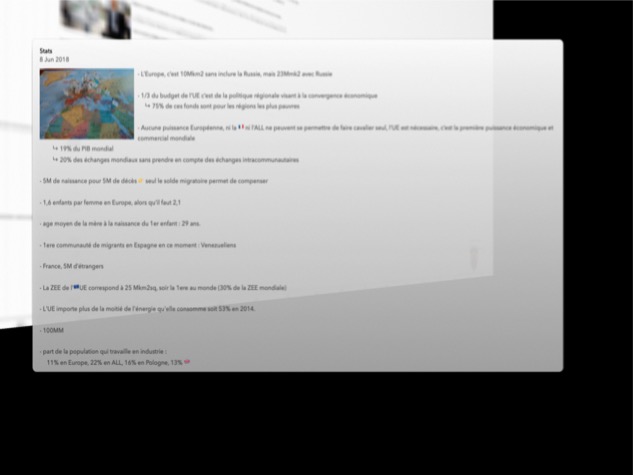 Stats
8 Jun 2018
- L'Europe, c'est 10Mkm2 sans inclure la Russie, mais 23Mmk2 avec Russie
- 1/3 du budget de l'UE c'est de la politique régionale visant à la convergence économique
↳ 75% de ces fonds sont pour les régions les plus pauvres
- Aucune puissance Européenne, ni la 🇫🇷 ni l'ALL ne peuvent se permettre de faire cavalier seul, l'UE est nécessaire, c'est la première puissance économique et
commercial mondiale
↳ 19% du PIB mondial
↳ 20% des échanges mondiaux sans prendre en compte des échanges intracommunautaires
- 5M de naissance pour 5M de décès 👉 seul le solde migratoire permet de compenser
- 1,6 enfants par femme en Europe, alors qu'il faut 2,1
- age moyen de la mère à la naissance du 1er enfant : 29 ans.
- 1ere communauté de migrants en Espagne en ce moment : Venezueliens
- France, 5M d'étrangers
- La ZEE de l'🇪🇺UE correspond à 25 Mkm2sq, soir la 1ere au monde (30% de la ZEE mondiale)
- L'UE importe plus de la moitié de l'énergie qu'elle consomme soit 53% en 2014.
- 100MM
- part de la population qui travaille en industrie :
11% en Europe, 22% en ALL, 16% en Pologne, 13%